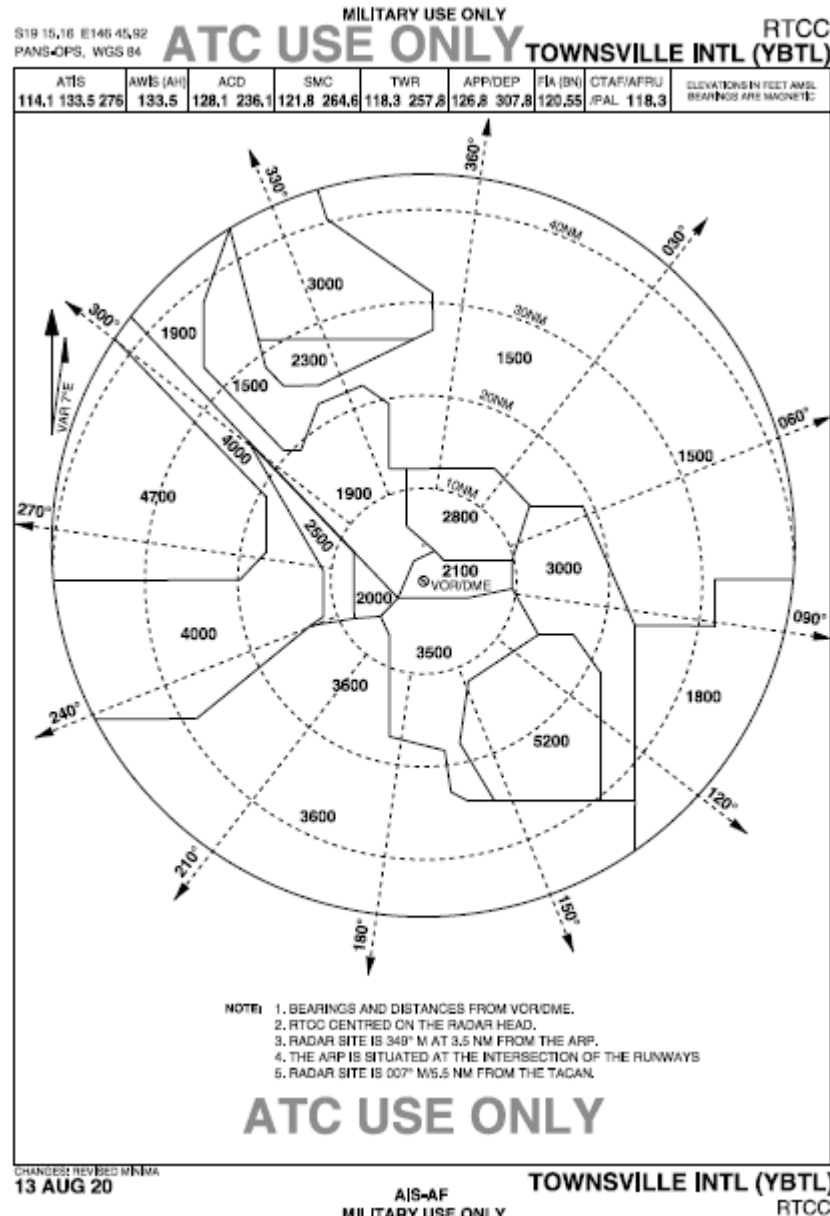 MILITARY USE ONLY
S19 15.16 E146 45.92
PANS-OPS, WGS 84
ATC USE ONLY
RTCC
TOWNSVILLE INTL (YBTL)
ATIS
114.1 133.5 276
AWIS (AH)
133.5
ACD
128.1 236.1
SMC
121.8 264.6
TWR
118.3 257.8
APP/DEP
126.8 307.8
FIA (BN)
120.55
CTAF/AFRU
/PAL 118.3
ELEVATIONS IN FEET AMSL
BEARINGS ARE MAGNETIC
360°
330°
030°
40NM
3000
300°
1900
30NM
2300
1500
1500
VAR 7°E
20NM
060°
4000
1500
4700
1900
10NM
270°
2500
2800
2100
3000
VOR/DME
2000
090°
4000
3500
3600
1800
240°
5200
120°
3600
210°
150°
180°
NOTE: 1. BEARINGS AND DISTANCES FROM VOR/DME.
2. RTCC CENTRED ON THE RADAR HEAD.
3. RADAR SITE IS 349° M AT 3.5 NM FROM THE ARP.
4. THE ARP IS SITUATED AT THE INTERSECTION OF THE RUNWAYS
5. RADAR SITE IS 007° M/5.5 NM FROM THE TACAN.
ATC USE ONLY
CHANGES: REVISED MINIMA
13 AUG 20
AIS-AF
MILITARY USE ONLY
TOWNSVILLE INTL (YBTL)
RTCC